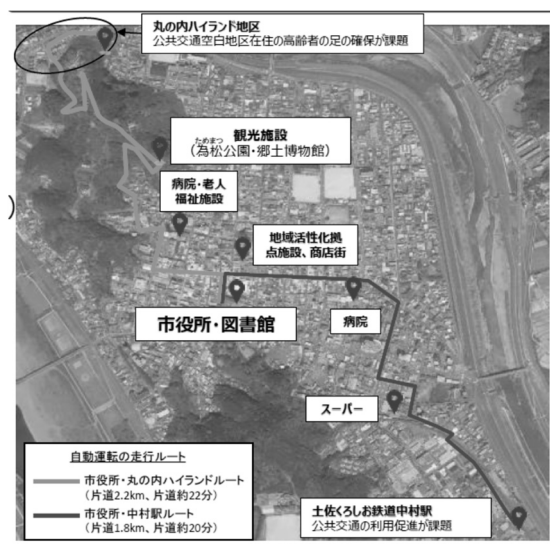 丸の内ハイランド地区
公共交通空白地区在住の高齢者の足の確保が課題
ためまつ
観光施設
（為松公園・郷土博物館）
病院・老人
福祉施設
地域活性化拠
点施設、商店街
市役所・図書館
病院
スーパー
自動運転の走行ルート
市役所・丸の内ハイランドルート
（片道2.2km、片道約22分）
市役所・中村駅ルート
（片道1.8km、片道約20分）
土佐くろしお鉄道中村駅
公共交通の利用促進が課題
)